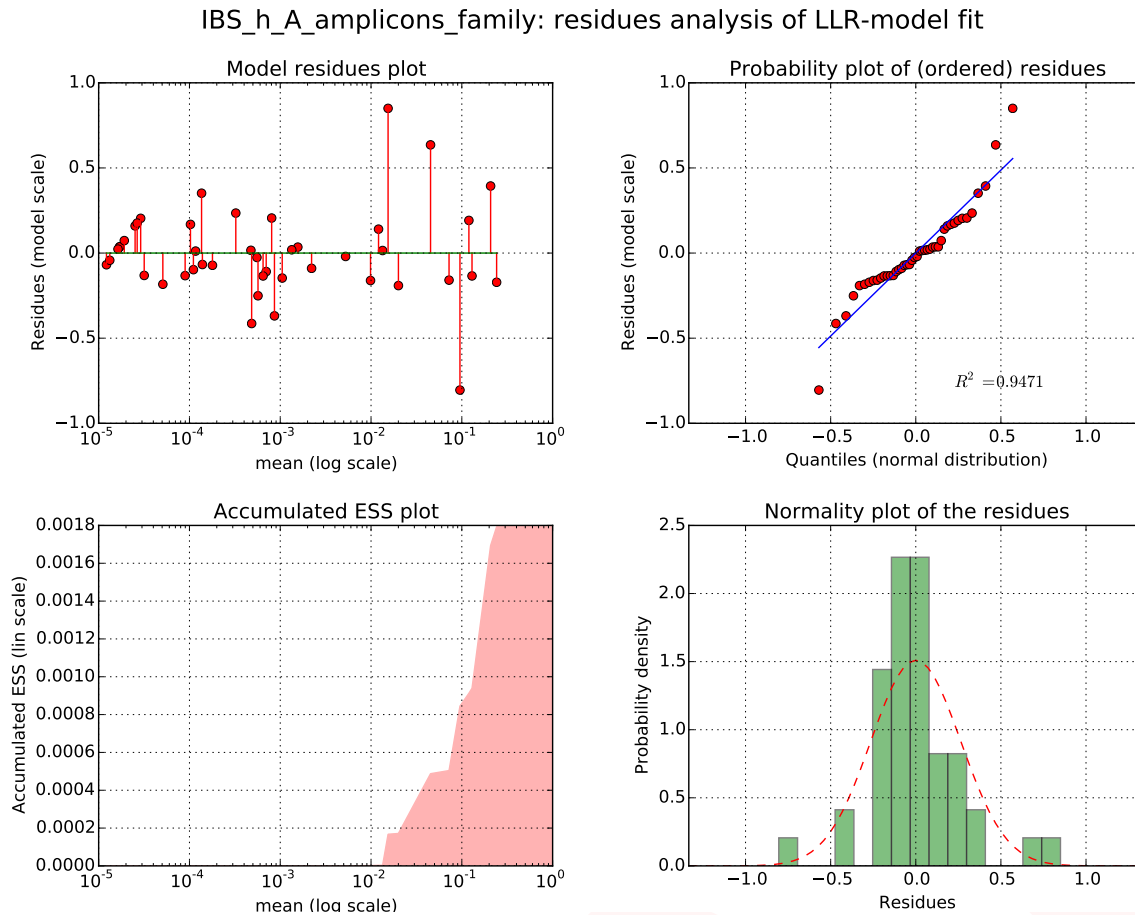 IBS_h_A_amplicons_family: residues analysis of LLR-model fit
Model residues plot
1.0
0.5
0.0
−0.5
−1.0
Residues (model scale)
10^-5 10^-4 10^-3 10^-2 10^-1 10^0
mean (log scale)
Probability plot of (ordered) residues
1.0
0.5
0.0
−0.5
−1.0
Residues (model scale)
R^2 =0.9471
−1.0 −0.5 0.0 0.5 1.0
Quantiles (normal distribution)
Accumulated ESS plot
0.0018
0.0016
0.0014
0.0012
0.0010
0.0008
0.0006
0.0004
0.0002
0.0000
Accumulated ESS (lin scale)
10^-5 10^-4 10^-3 10^-2 10^-1 10^0
mean (log scale)
Normality plot of the residues
2.5
2.0
1.5
1.0
0.5
0.0
Probability density
−1.0 −0.5 0.0 0.5 1.0
Residues